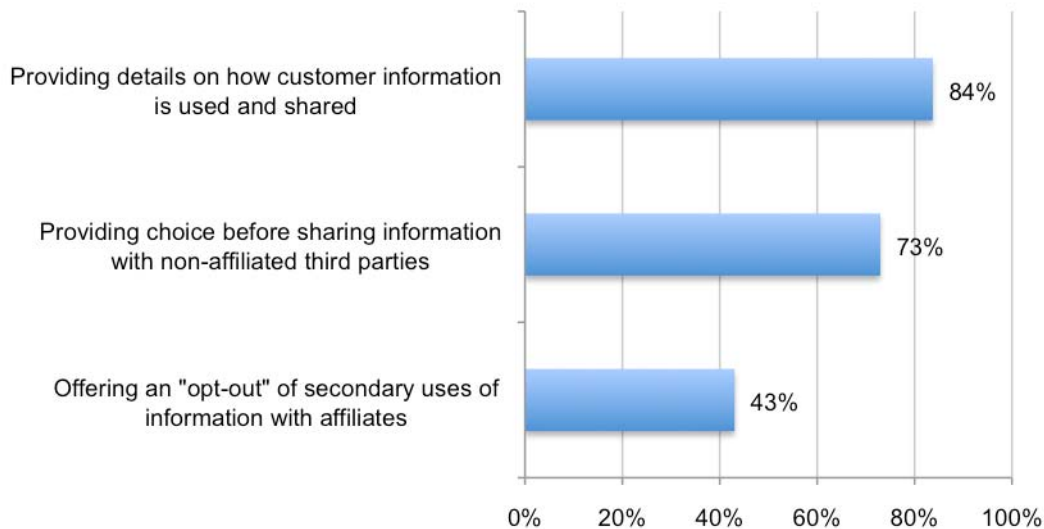 Providing details on how customer information
is used and shared
84%
Providing choice before sharing information
with non-affiliated third parties
73%
Offering an "opt-out" of secondary uses of
information with affiliates
43%
0% 20% 40% 60% 80% 100%